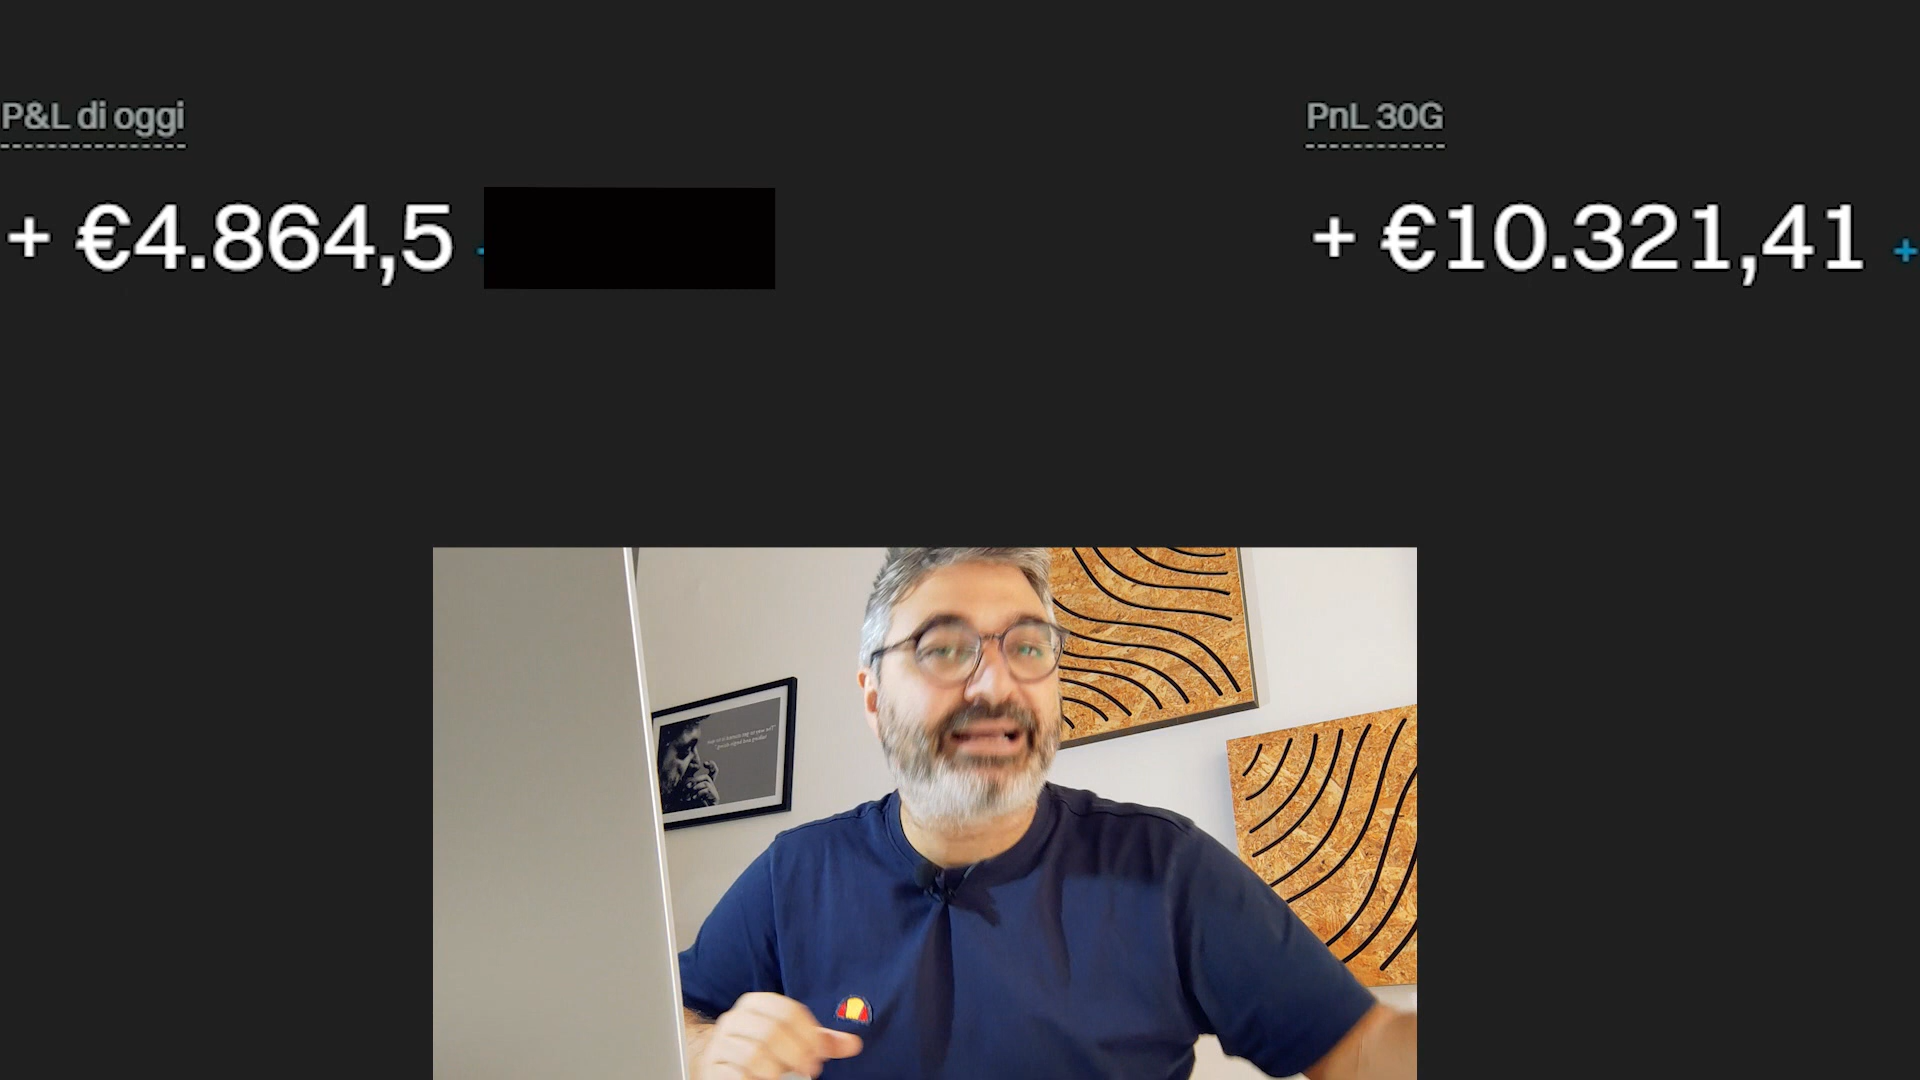 P&L di oggi
PnL 30G
+ €4.864,5
+ €10.321,41 +